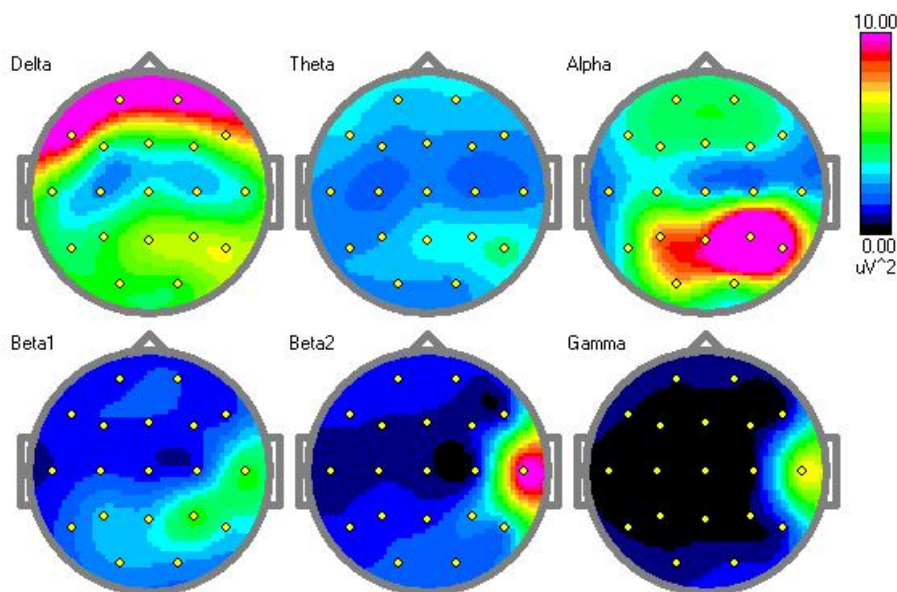 Delta
Theta
Alpha
10.00
0.00
uV^2
Beta1
Beta2
Gamma